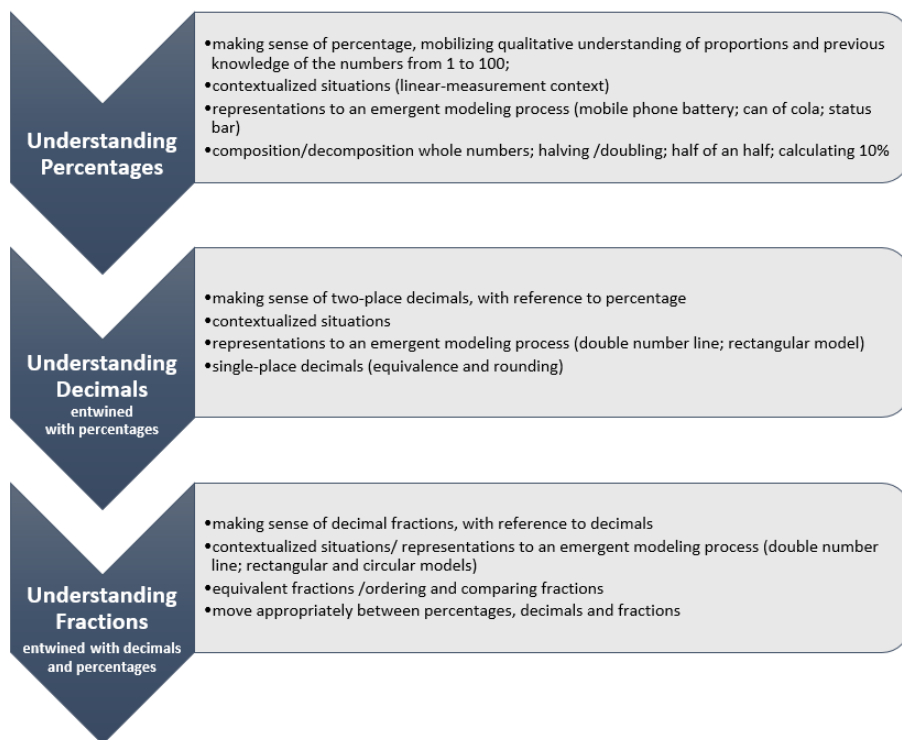 Understanding
Percentages
•making sense of percentage, mobilizing qualitative understanding of proportions and previous
knowledge of the numbers from 1 to 100;
•contextualized situations (linear-measurement context)
•representations to an emergent modeling process (mobile phone battery; can of cola; status
bar)
•composition/decomposition whole numbers; halving /doubling; half of an half; calculating 10%
Understanding
Decimals
entwined
with percentages
•making sense of two-place decimals, with reference to percentage
•contextualized situations
•representations to an emergent modeling process (double number line; rectangular model)
•single-place decimals (equivalence and rounding)
Understanding
Fractions
entwined with decimals
and percentages
•making sense of decimal fractions, with reference to decimals
•contextualized situations/ representations to an emergent modeling process (double number
line; rectangular and circular models)
•equivalent fractions /ordering and comparing fractions
•move appropriately between percentages, decimals and fractions